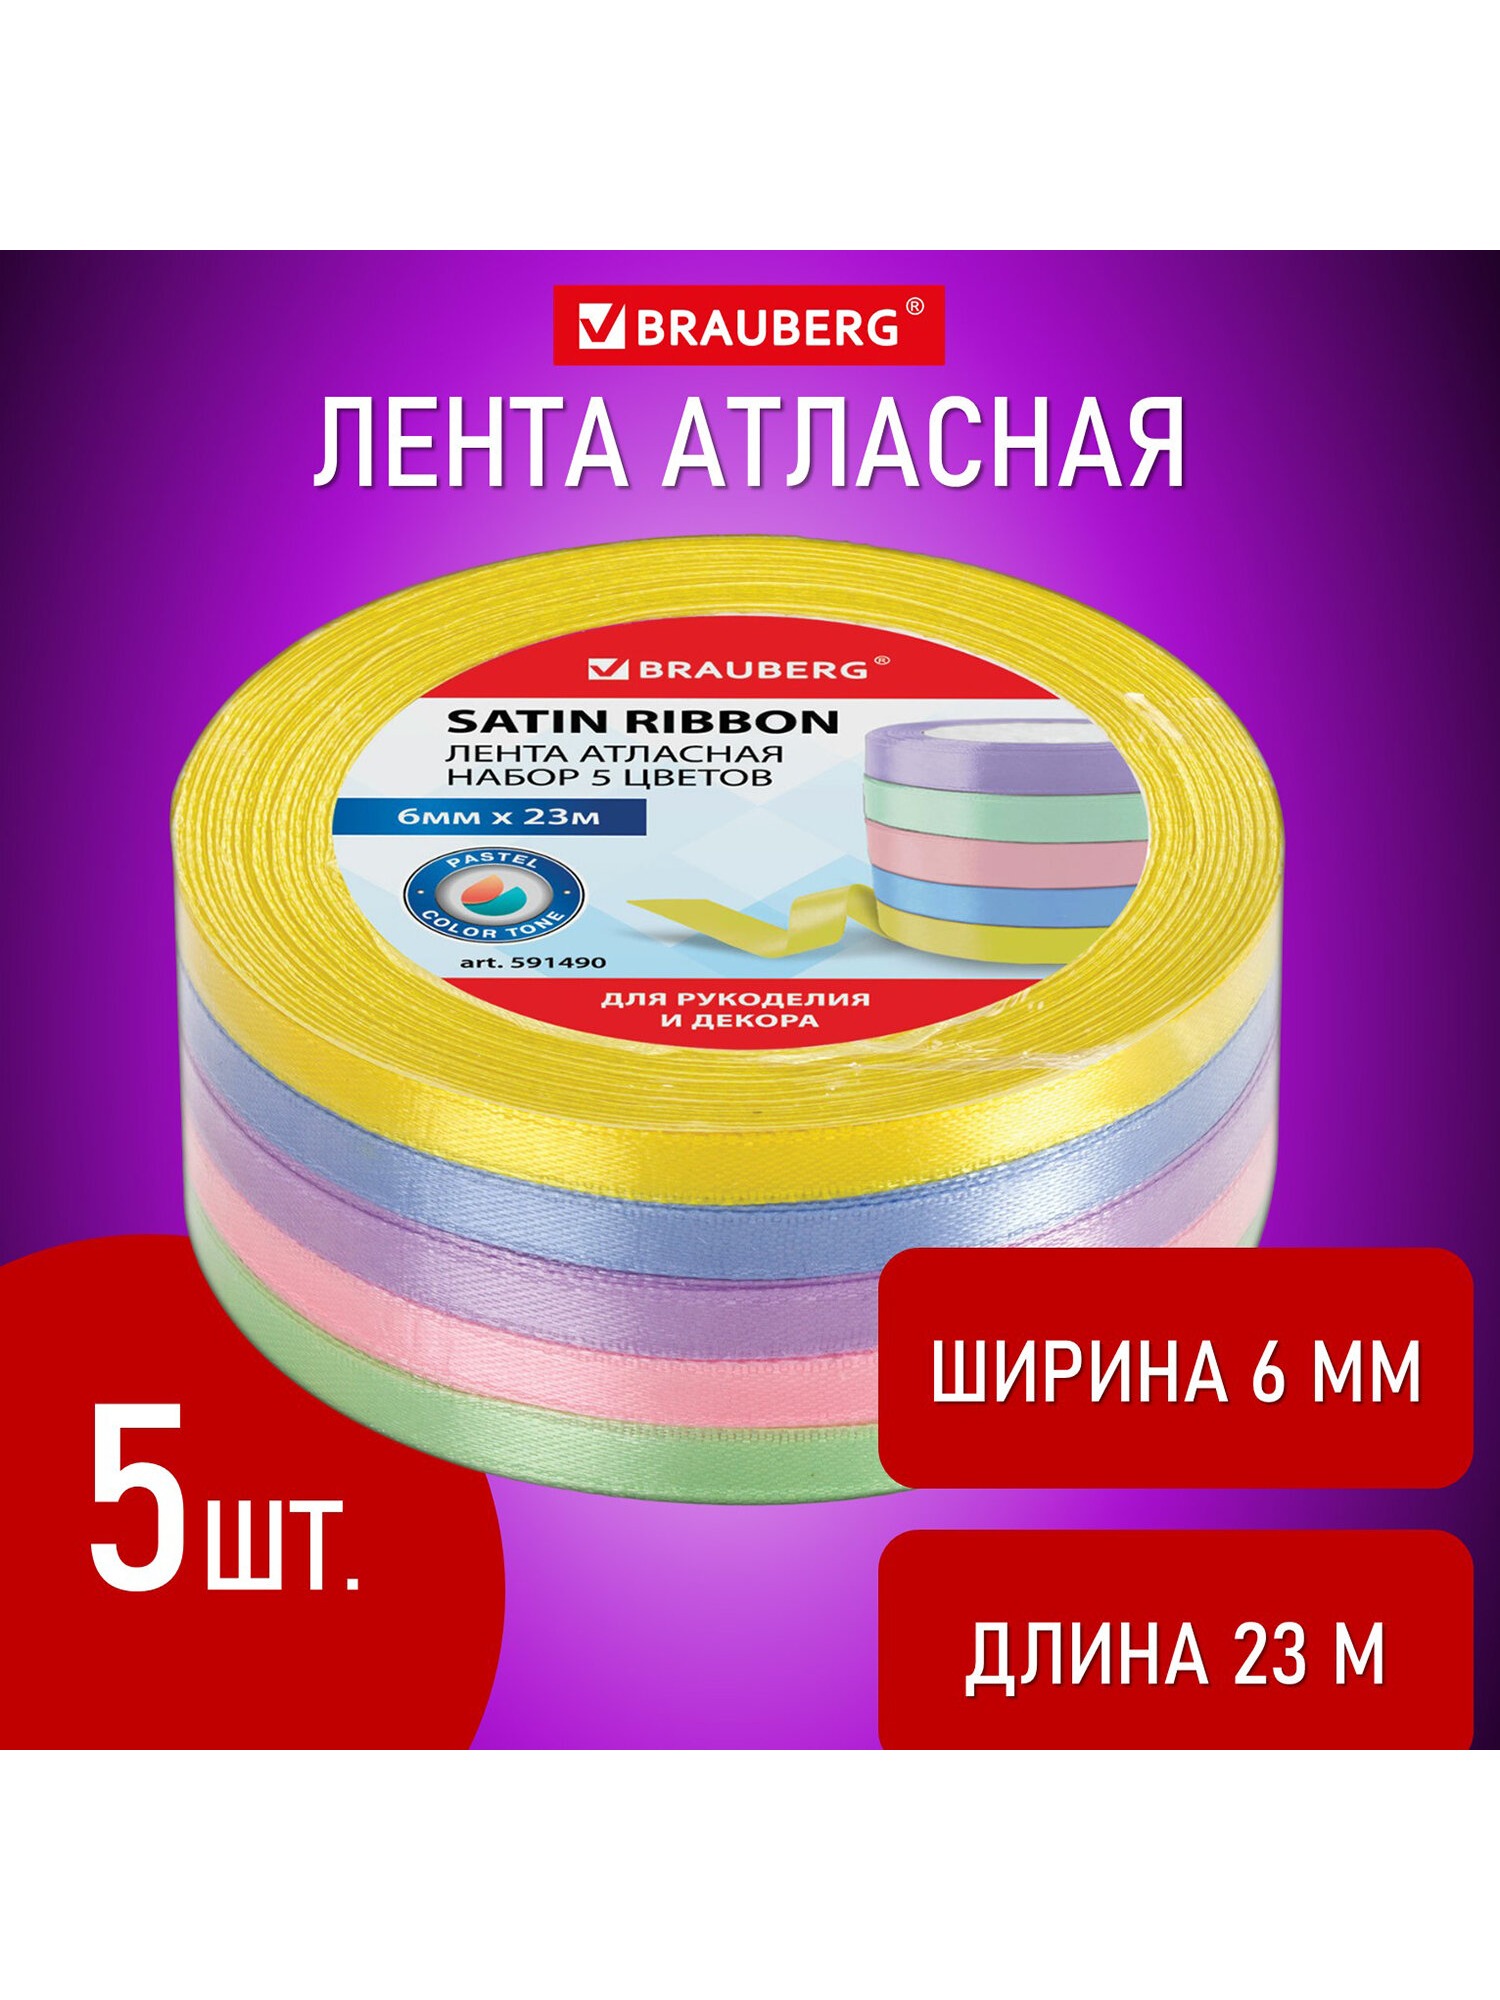 BRAUBERG®
ЛЕНТА АТЛАСНАЯ
BRAUBERG®
SATIN RIBBON
ЛЕНТА АТЛАСНАЯ
НАБОР 5 ЦВЕТОВ
6мм х 23м
PASTEL
COLOR TONE
art. 591490
ДЛЯ РУКОДЕЛИЯ
И ДЕКОРА
5 ШТ.
ШИРИНА 6 ММ
ДЛИНА 23 М